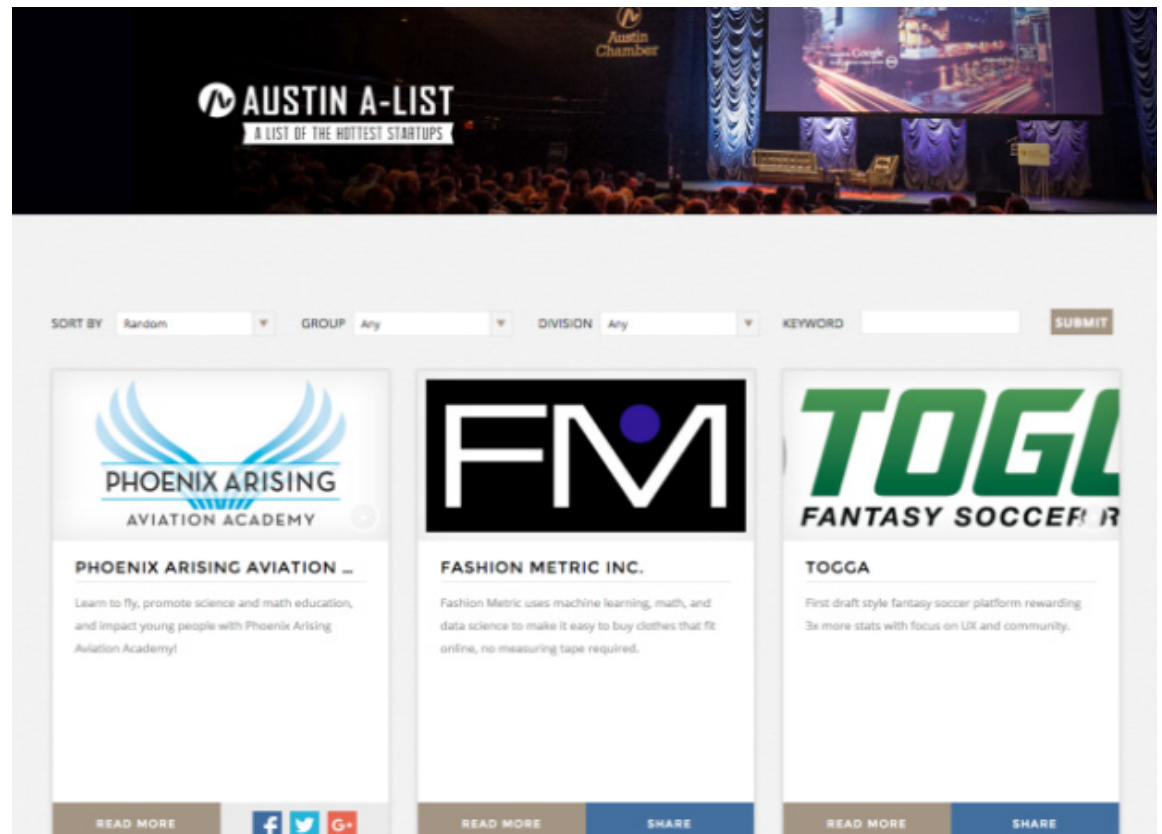 Austin
Chamber
Google
AUSTIN A-LIST
A LIST OF THE HOTTEST STARTUPS
SORT BY Random GROUP Any DIVISION Any KEYWORD SUBMIT
PHOENIX ARISING
AVIATION ACADEMY
FM
TOGG
FANTASY SOCCER R
PHOENIX ARISING AVIATION ...
Learn to fly, promote science and math education,
and impact young people with Phoenix Arising
Aviation Academy!
FASHION METRIC INC.
Fashion Metric uses machine learning, math, and
data science to make it easy to buy clothes that fit
online, no measuring tape required.
TOGGA
First draft style fantasy soccer platform rewarding
3x more stats with focus on UX and community.
READ MORE f G+
READ MORE SHARE
READ MORE SHARE